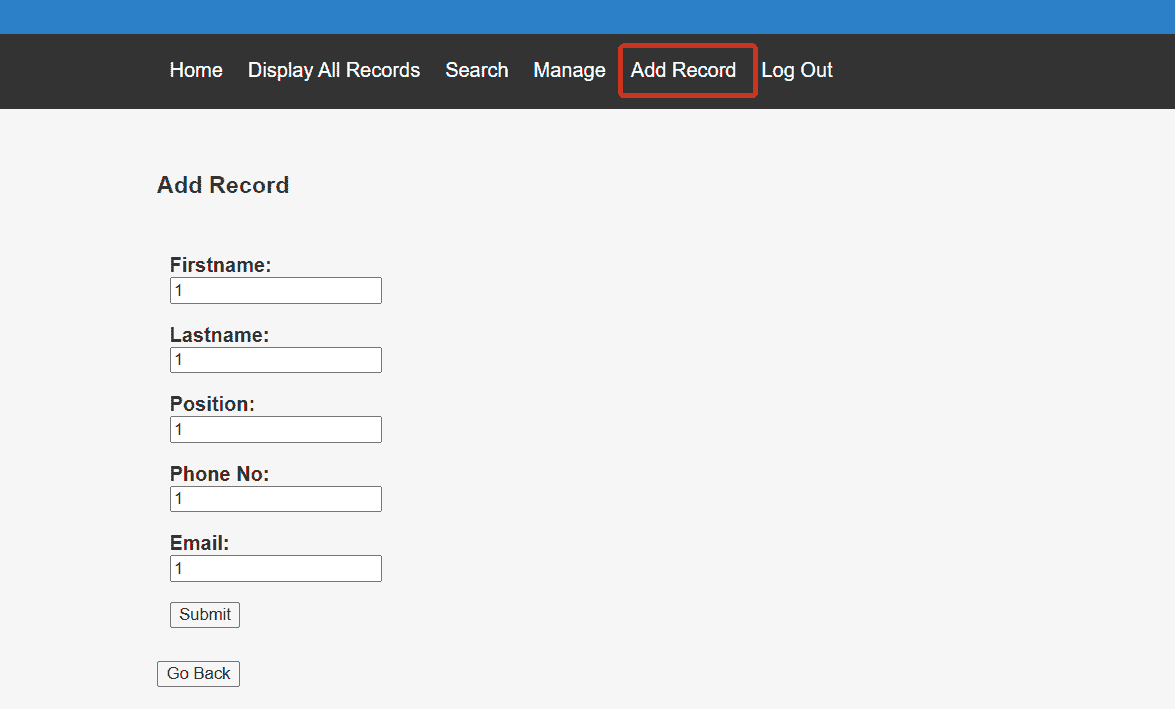 Home Display All Records Search Manage Add Record Log Out
Add Record
Firstname:
1
Lastname:
1
Position:
1
Phone No:
1
Email:
1
Submit
Go Back